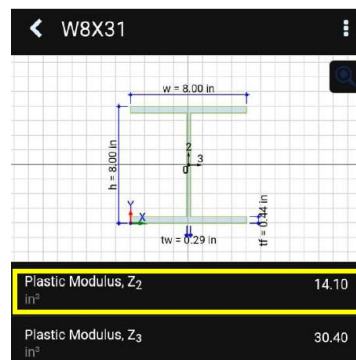 W8X31
w = 8.00 in
h = 8.00 in
2
3
0
Y
X
tw = 0.29 in
tf = 0.44 in
Plastic Modulus, Z₂
14.10
in³
Plastic Modulus, Z₃
30.40
in³